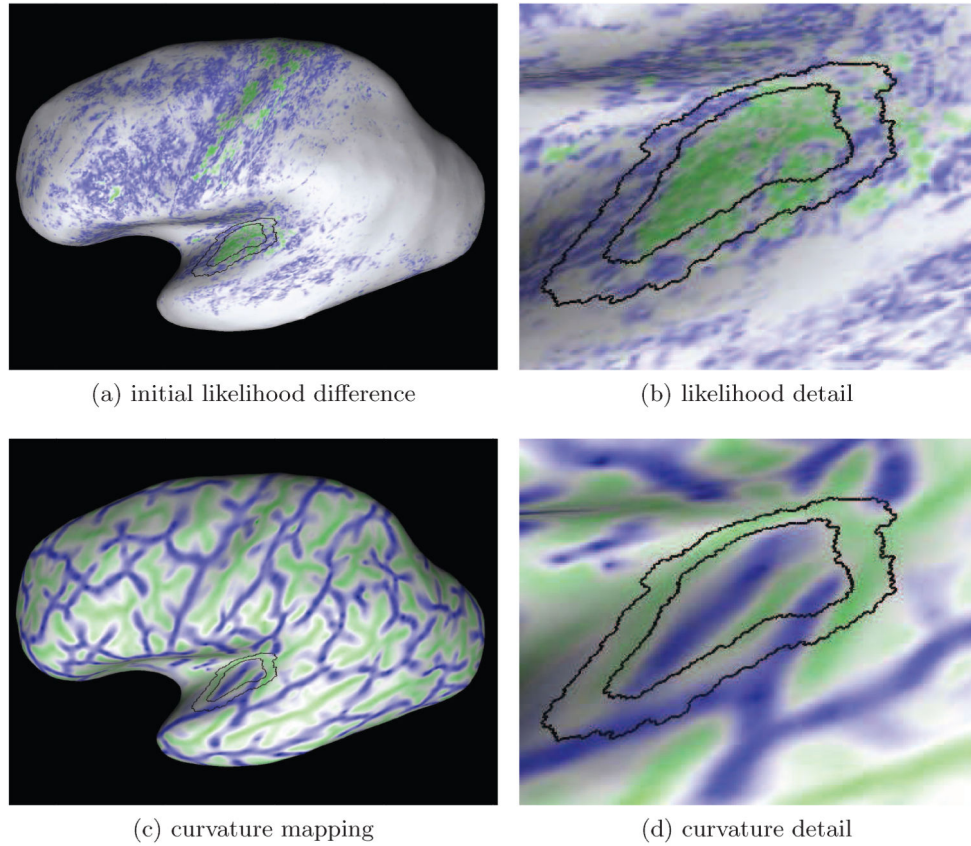 (a) initial likelihood difference
(b) likelihood detail
(c) curvature mapping
(d) curvature detail